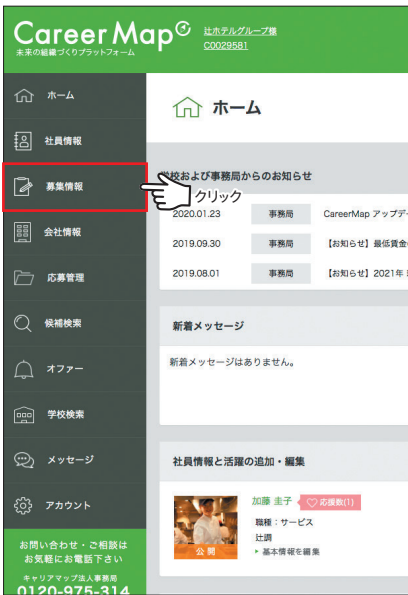 Career Map
未来の組織づくりプラットフォーム
辻ホテルグループ様
C0029581
ホーム
社員情報
募集情報
会社情報
応募管理
候補検索
オファー
学校検索
メッセージ
アカウント
お問い合わせ・ご相談は
お気軽にお電話下さい
キャリアマップ法人事務局
0120-975-314
ホーム
学校および事務局からのお知らせ
クリック
2020.01.23 事務局 CareerMap アップデー
2019.09.30 事務局 【お知らせ】最低賃金
2019.08.01 事務局 【お知らせ】2021年
新着メッセージ
新着メッセージはありません。
社員情報と活躍の追加・編集
加藤 圭子 応援数(1)
職種：サービス
辻調
基本情報を編集
公開